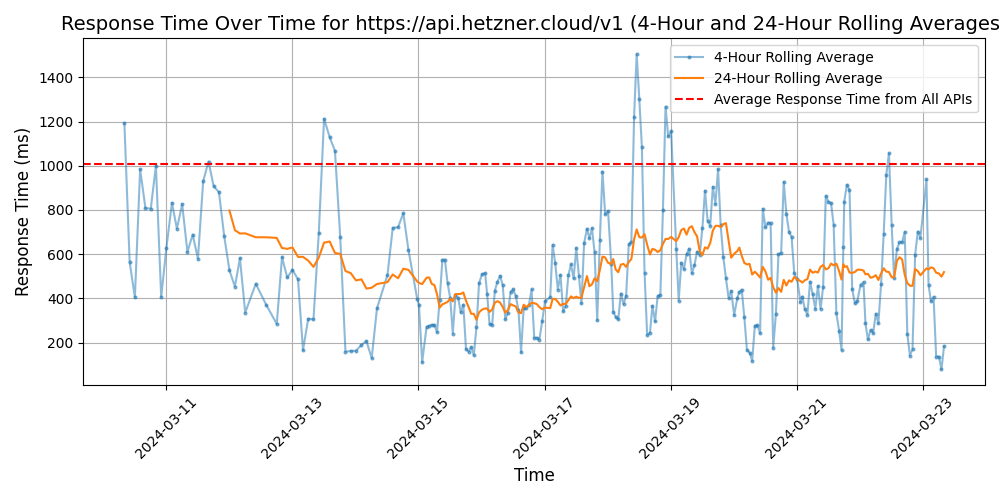 Response Time Over Time for https://api.hetzner.cloud/v1 (4-Hour and 24-Hour Rolling Averages
4-Hour Rolling Average
24-Hour Rolling Average
Average Response Time from All APIs
Response Time (ms)
1400
1200
1000
800
600
400
200
2024-03-11
2024-03-13
2024-03-15
2024-03-17
2024-03-19
2024-03-21
2024-03-23
Time